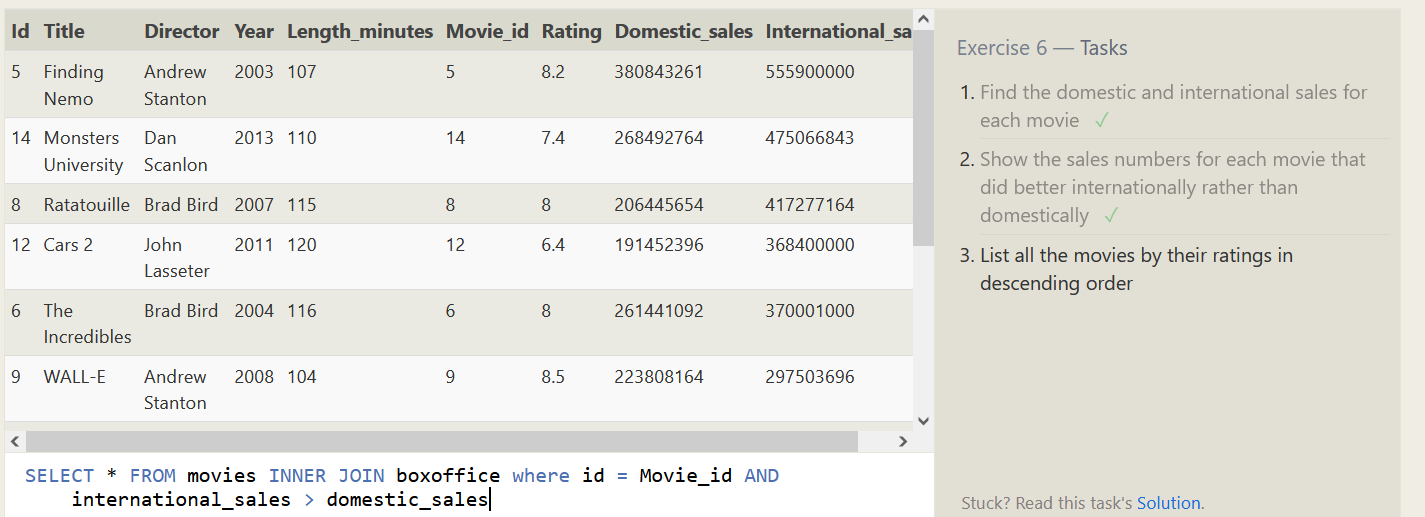 Id Title Director Year Length_minutes Movie_id Rating Domestic_sales International_sa
5 Finding Nemo Andrew Stanton 2003 107 5 8.2 380843261 555900000
14 Monsters University Dan Scanlon 2013 110 14 7.4 268492764 475066843
8 Ratatouille Brad Bird 2007 115 8 8 206445654 417277164
12 Cars 2 John Lasseter 2011 120 12 6.4 191452396 368400000
6 The Incredibles Brad Bird 2004 116 6 8 261441092 370001000
9 WALL-E Andrew Stanton 2008 104 9 8.5 223808164 297503696
SELECT * FROM movies INNER JOIN boxoffice where id = Movie_id AND
international_sales > domestic_sales
Exercise 6 — Tasks
1. Find the domestic and international sales for
each movie ✓
2. Show the sales numbers for each movie that
did better internationally rather than
domestically ✓
3. List all the movies by their ratings in
descending order
Stuck? Read this task's Solution.